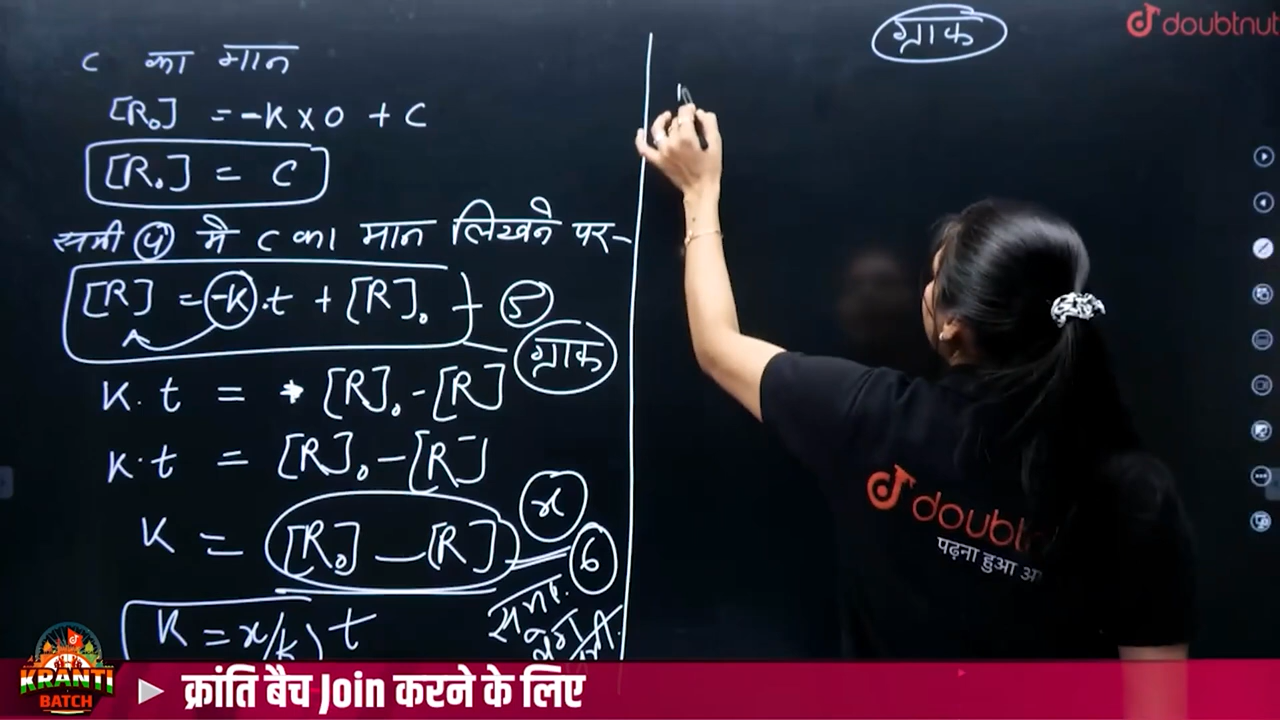 C का मान
[R₀] = -K × 0 + C
[R₀] = C
समी ④ मै C का मान लिखने पर-
[R] = -K.t + [R]₀ - ⑤
ग्राफ
K.t = [R]₀ - [R]
K.t = [R]₀ - [R]
K = [R₀] - [R]
x
⑥
t
K = x/k
ग्राफ
doubtnut
doubtn
पढ़ना हुआ आ
KRANTI
BATCH
क्रांति बैच Join करने के लिए